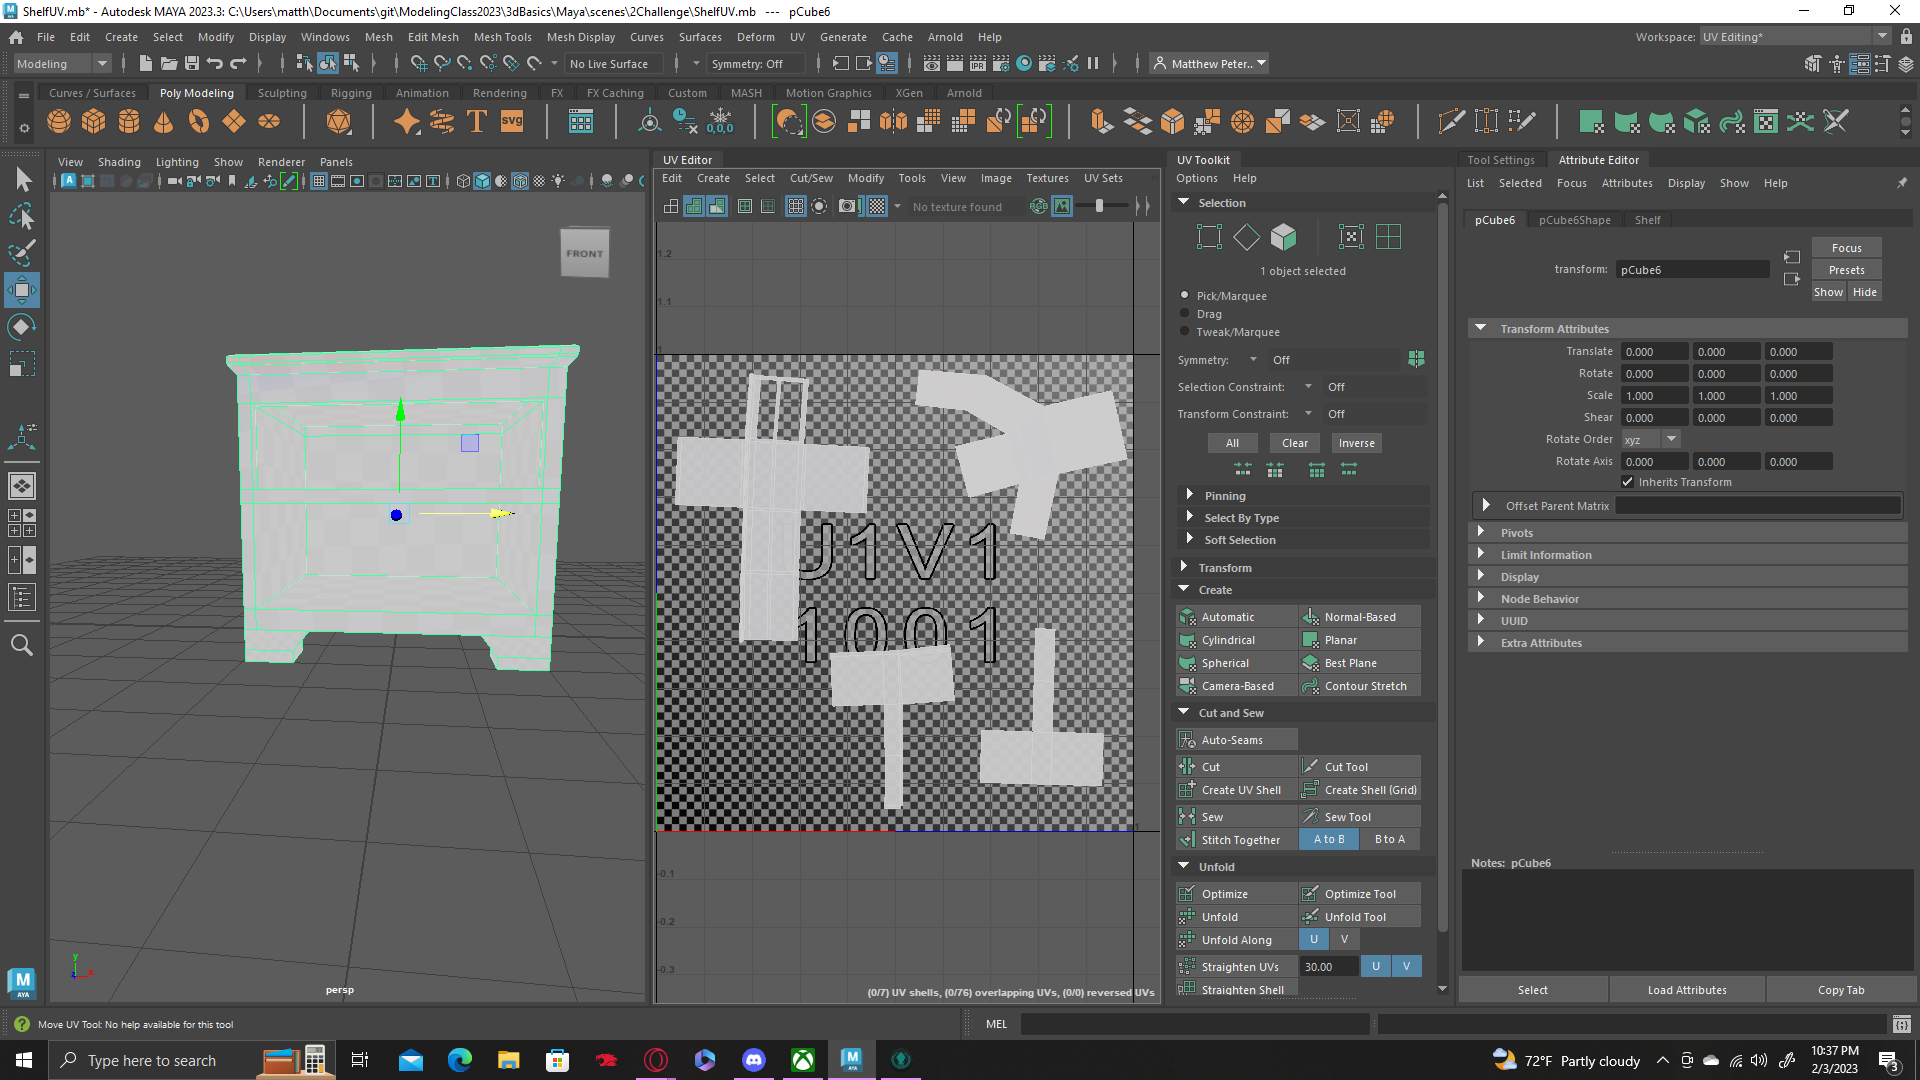 ShelfUV.mb* - Autodesk MAYA 2023.3: C:\Users\matth\Documents\git\ModelingClass2023\3dBasics\Maya\scenes\2Challenge\ShelfUV.mb --- pCube6
File Edit Create Select Modify Display Windows Mesh Edit Mesh Mesh Tools Mesh Display Curves Surfaces Deform UV Generate Cache Arnold Help
Workspace: UV Editing*
Modeling No Live Surface Symmetry: Off Matthew Peter..
Curves / Surfaces Poly Modeling Sculpting Rigging Animation Rendering FX FX Caching Custom MASH Motion Graphics XGen Arnold
T svg 0,0,0 IPR
View Shading Lighting Show Renderer Panels
FRONT
persp
y
x
z
UV Editor
Edit Create Select Cut/Sew Modify Tools View Image Textures UV Sets
No texture found RGB
1.2
1.1
1
U1V1
1001
1
-0.1
-0.2
-0.3
(0/7) UV shells, (0/76) overlapping UVs, (0/0) reversed UVs
UV Toolkit
Options Help
Selection
1 object selected
Pick/Marquee
Drag
Tweak/Marquee
Symmetry: Off
Selection Constraint: Off
Transform Constraint: Off
All Clear Inverse
Pinning
Select By Type
Soft Selection
Transform
Create
Automatic Normal-Based
Cylindrical Planar
Spherical Best Plane
Camera-Based Contour Stretch
Cut and Sew
Auto-Seams
Cut Cut Tool
Create UV Shell Create Shell (Grid)
Sew Sew Tool
Stitch Together A to B B to A
Unfold
Optimize Optimize Tool
Unfold Unfold Tool
Unfold Along U V
Straighten UVs 30.00 U V
Straighten Shell
Tool Settings Attribute Editor
List Selected Focus Attributes Display Show Help
pCube6 pCube6Shape Shelf
Focus
transform: pCube6
Presets
Show Hide
Transform Attributes
Translate 0.000 0.000 0.000
Rotate 0.000 0.000 0.000
Scale 1.000 1.000 1.000
Shear 0.000 0.000 0.000
Rotate Order xyz
Rotate Axis 0.000 0.000 0.000
Inherits Transform
Offset Parent Matrix
Pivots
Limit Information
Display
Node Behavior
UUID
Extra Attributes
Notes: pCube6
Select Load Attributes Copy Tab
M
AYA
Move UV Tool: No help available for this tool
MEL
Type here to search
72°F Partly cloudy
10:37 PM
2/3/2023
3